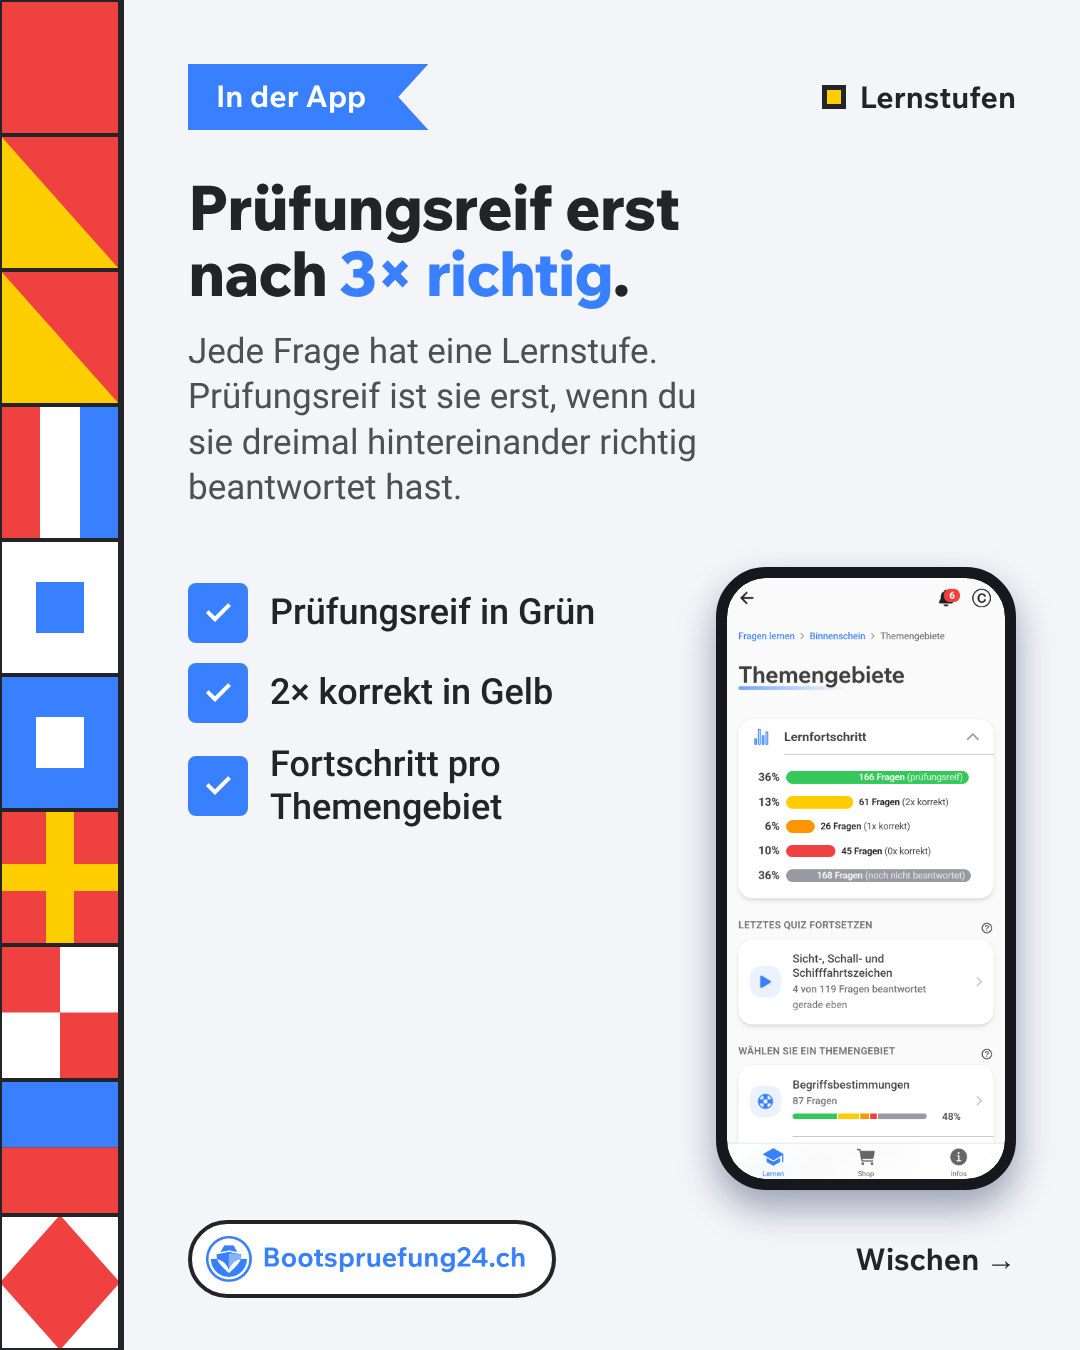 In der App
Lernstufen
Prüfungsreif erst
nach 3× richtig.
Jede Frage hat eine Lernstufe.
Prüfungsreif ist sie erst, wenn du
sie dreimal hintereinander richtig
beantwortet hast.
Prüfungsreif in Grün
2× korrekt in Gelb
Fortschritt pro
Themengebiet
6
C
Fragen lernen > Binnenschein > Themengebiete
Themengebiete
Lernfortschritt
36% 166 Fragen (prüfungsreif)
13% 61 Fragen (2x korrekt)
6% 26 Fragen (1x korrekt)
10% 45 Fragen (0x korrekt)
36% 168 Fragen (noch nicht beantwortet)
LETZTES QUIZ FORTSETZEN
Sicht-, Schall- und
Schifffahrtszeichen
4 von 119 Fragen beantwortet
gerade eben
WÄHLEN SIE EIN THEMENGEBIET
Begriffsbestimmungen
87 Fragen
48%
Lernen Shop Infos
Bootspruefung24.ch
Wischen →